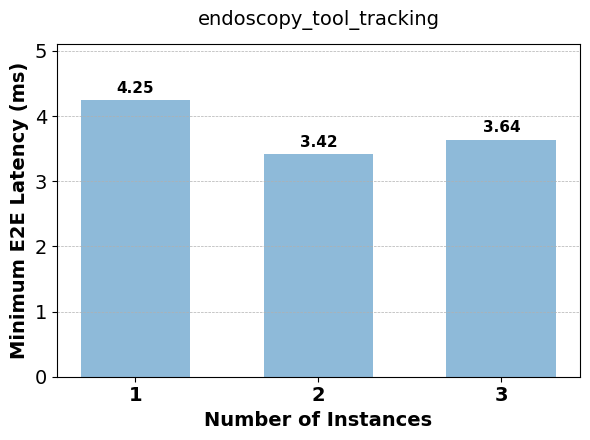 endoscopy_tool_tracking
Minimum E2E Latency (ms)
5
4
3
2
1
0
4.25
3.42
3.64
1 2 3
Number of Instances